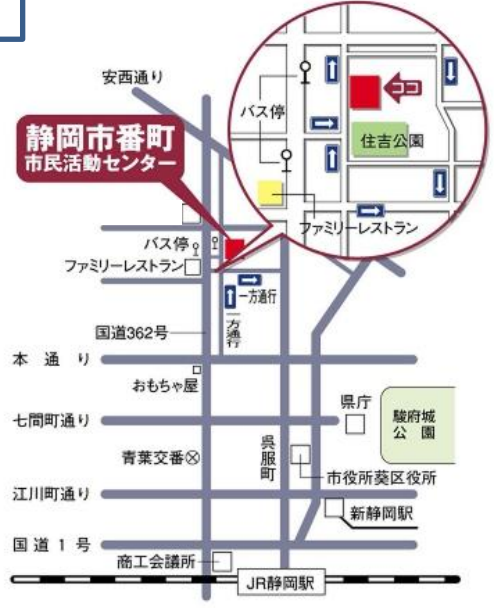 安西通り
静岡市番町
市民活動センター
バス停
ココ
住吉公園
ファミリーレストラン
バス停
ファミリーレストラン
一方通行
一方通行
国道362号
本通り
おもちゃ屋
七間町通り
県庁
駿府城
公園
呉服町
青葉交番
市役所葵区役所
江川町通り
新静岡駅
国道1号
商工会議所
JR静岡駅